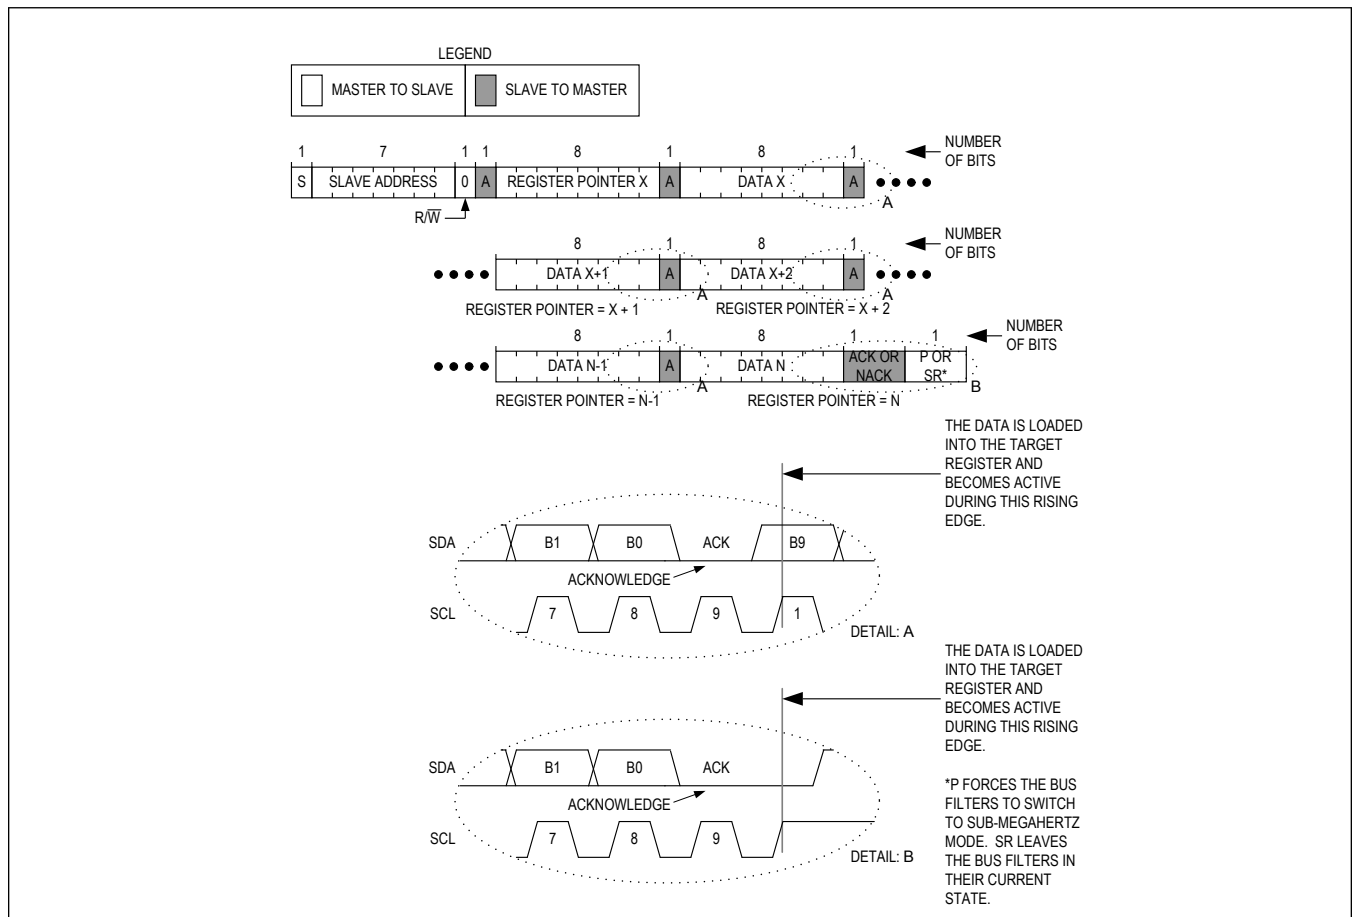 LEGEND
MASTER TO SLAVE
SLAVE TO MASTER
1 7 1 1 8 1 8 1
NUMBER
OF BITS
S SLAVE ADDRESS 0 A REGISTER POINTER X A DATA X A
A
R/W̅
8 1 8 1
NUMBER
OF BITS
DATA X+1 A DATA X+2 A
A A
REGISTER POINTER = X + 1 REGISTER POINTER = X + 2
8 1 8 1 1
NUMBER
OF BITS
DATA N-1 A DATA N ACK OR
NACK
P OR
SR*
A B
REGISTER POINTER = N-1 REGISTER POINTER = N
THE DATA IS LOADED
INTO THE TARGET
REGISTER AND
BECOMES ACTIVE
DURING THIS RISING
EDGE.
SDA B1 B0 ACK B9
ACKNOWLEDGE
SCL 7 8 9 1
DETAIL: A
THE DATA IS LOADED
INTO THE TARGET
REGISTER AND
BECOMES ACTIVE
DURING THIS RISING
EDGE.
SDA B1 B0 ACK
ACKNOWLEDGE
SCL 7 8 9
DETAIL: B
*P FORCES THE BUS
FILTERS TO SWITCH
TO SUB-MEGAHERTZ
MODE. SR LEAVES
THE BUS FILTERS IN
THEIR CURRENT
STATE.